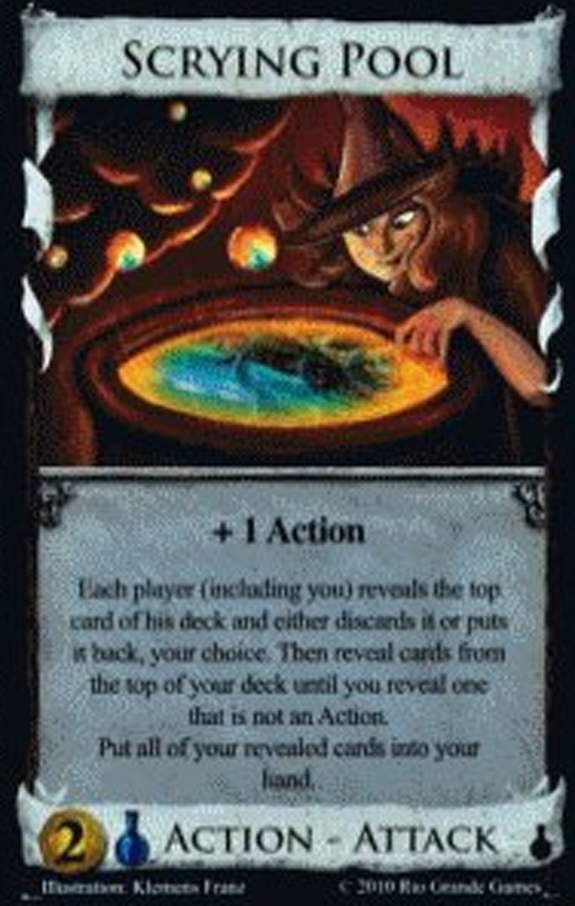 SCRYING POOL
+ 1 Action
Each player (including you) reveals the top
card of his deck and either discards it or puts
it back, your choice. Then reveal cards from
the top of your deck until you reveal one
that is not an Action.
Put all of your revealed cards into your
hand.
2 ACTION - ATTACK
Illustration: Klemens Franz © 2010 Rio Grande Games